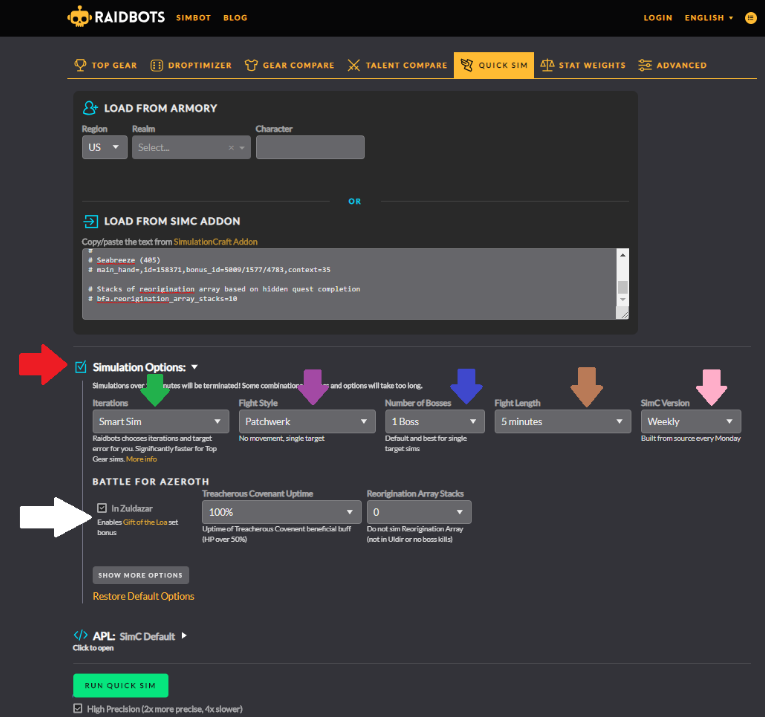 RAIDBOTS SIMBOT BLOG LOGIN ENGLISH
TOP GEAR DROPTIMIZER GEAR COMPARE TALENT COMPARE QUICK SIM STAT WEIGHTS ADVANCED
LOAD FROM ARMORY
Region Realm Character
US Select...
OR
LOAD FROM SIMC ADDON
Copy/paste the text from SimulationCraft Addon
#
# Seabreeze (405)
# main_hand=,id=158371,bonus_id=5009/1577/4783,context=35
# Stacks of reorigination array based on hidden quest completion
# bfa.reorigination_array_stacks=10
Simulation Options:
Simulations over utes will be terminated! Some combination and options will take too long.
Iterations Fight Style Number of Bosses Fight Length SimC Version
Smart Sim Patchwerk 1 Boss 5 minutes Weekly
Raidbots chooses iterations and target No movement, single target Default and best for single Built from source every Monday
error for you. Significantly faster for Top target sims
Gear sims. More info
BATTLE FOR AZEROTH
Treacherous Covenant Uptime Reorigination Array Stacks
In Zuldazar 100% 0
Enables Gift of the Loa set Uptime of Treacherous Covenent beneficial buff Do not sim Reorigination Array
bonus (HP over 50%) (not in Uldir or no boss kills)
SHOW MORE OPTIONS
Restore Default Options
</> APL: SimC Default
Click to open
RUN QUICK SIM
High Precision (2x more precise, 4x slower)